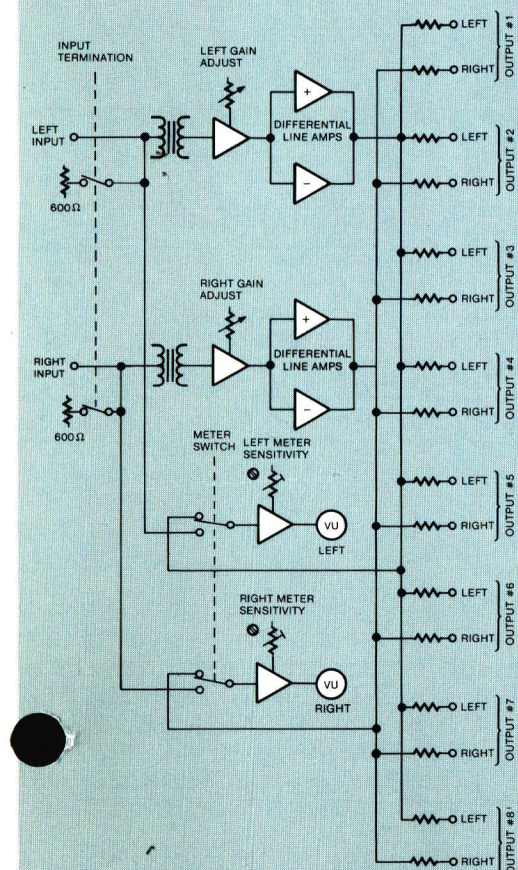 INPUT
TERMINATION
LEFT GAIN
ADJUST
LEFT
INPUT
600Ω
+
DIFFERENTIAL
LINE AMPS
−
RIGHT GAIN
ADJUST
RIGHT
INPUT
600Ω
+
DIFFERENTIAL
LINE AMPS
−
METER
SWITCH
LEFT METER
SENSITIVITY
VU
LEFT
RIGHT METER
SENSITIVITY
VU
RIGHT
LEFT
RIGHT
OUTPUT #1
LEFT
RIGHT
OUTPUT #2
LEFT
RIGHT
OUTPUT #3
LEFT
RIGHT
OUTPUT #4
LEFT
RIGHT
OUTPUT #5
LEFT
RIGHT
OUTPUT #6
LEFT
RIGHT
OUTPUT #7
LEFT
RIGHT
OUTPUT #8